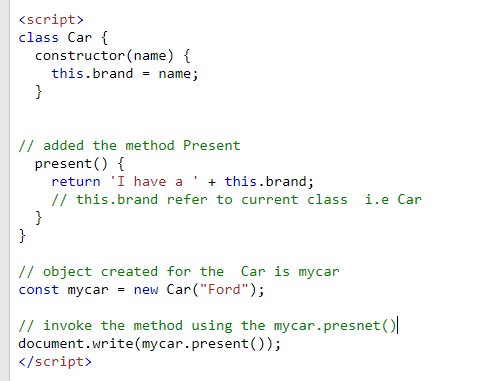 <script>
class Car {
  constructor(name) {
    this.brand = name;
  }
// added the method Present
  present() {
    return 'I have a ' + this.brand;
    // this.brand refer to current class  i.e Car
  }
}
// object created for the  Car is mycar
const mycar = new Car("Ford");
// invoke the method using the mycar.presnet()
document.write(mycar.present());
</script>